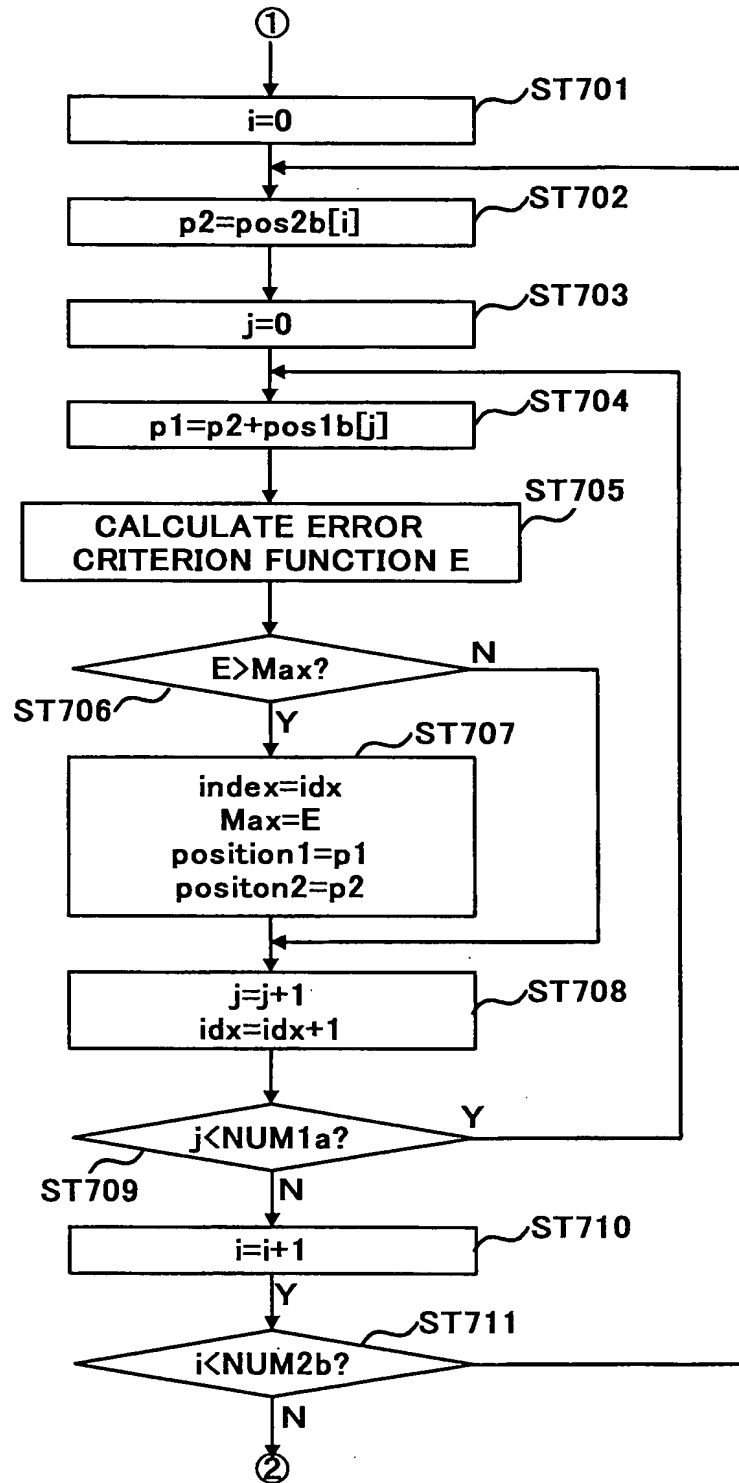 ①
ST701
i=0
ST702
p2=pos2b[i]
ST703
j=0
ST704
p1=p2+pos1b[j]
ST705
CALCULATE ERROR
CRITERION FUNCTION E
E>Max?
N
ST706
Y
ST707
index=idx
Max=E
position1=p1
positon2=p2
ST708
j=j+1
idx=idx+1
Y
j<NUM1a?
ST709
N
ST710
i=i+1
Y
ST711
i<NUM2b?
N
②